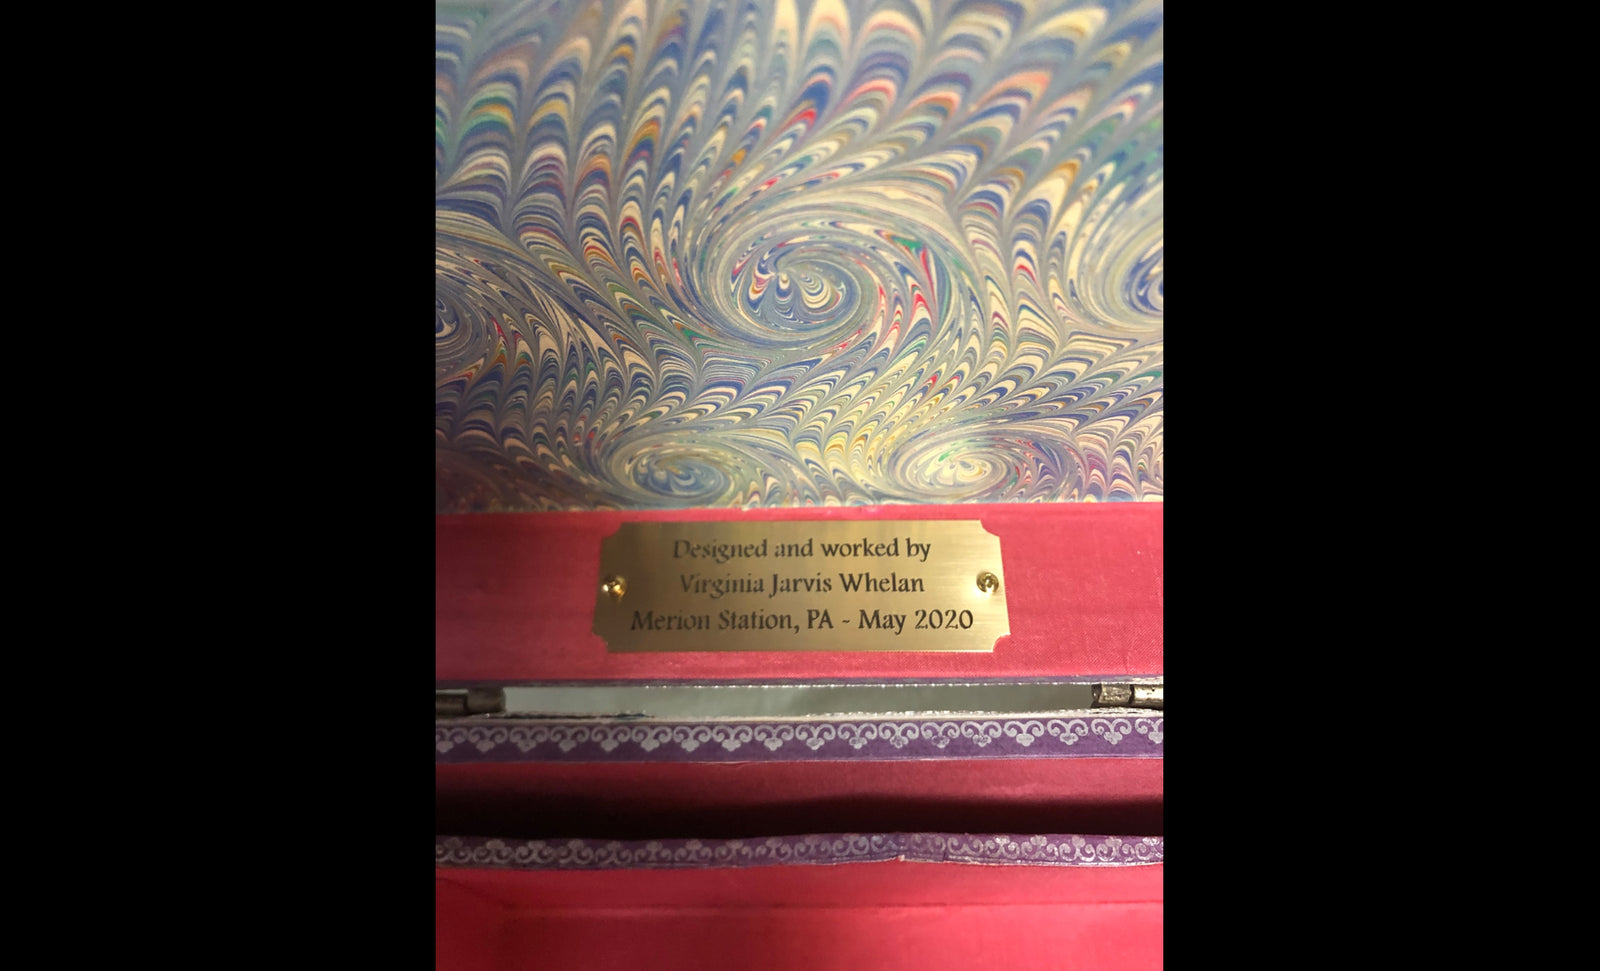 Designed and worked by
Virginia Jarvis Whelan
Merion Station, PA - May 2020